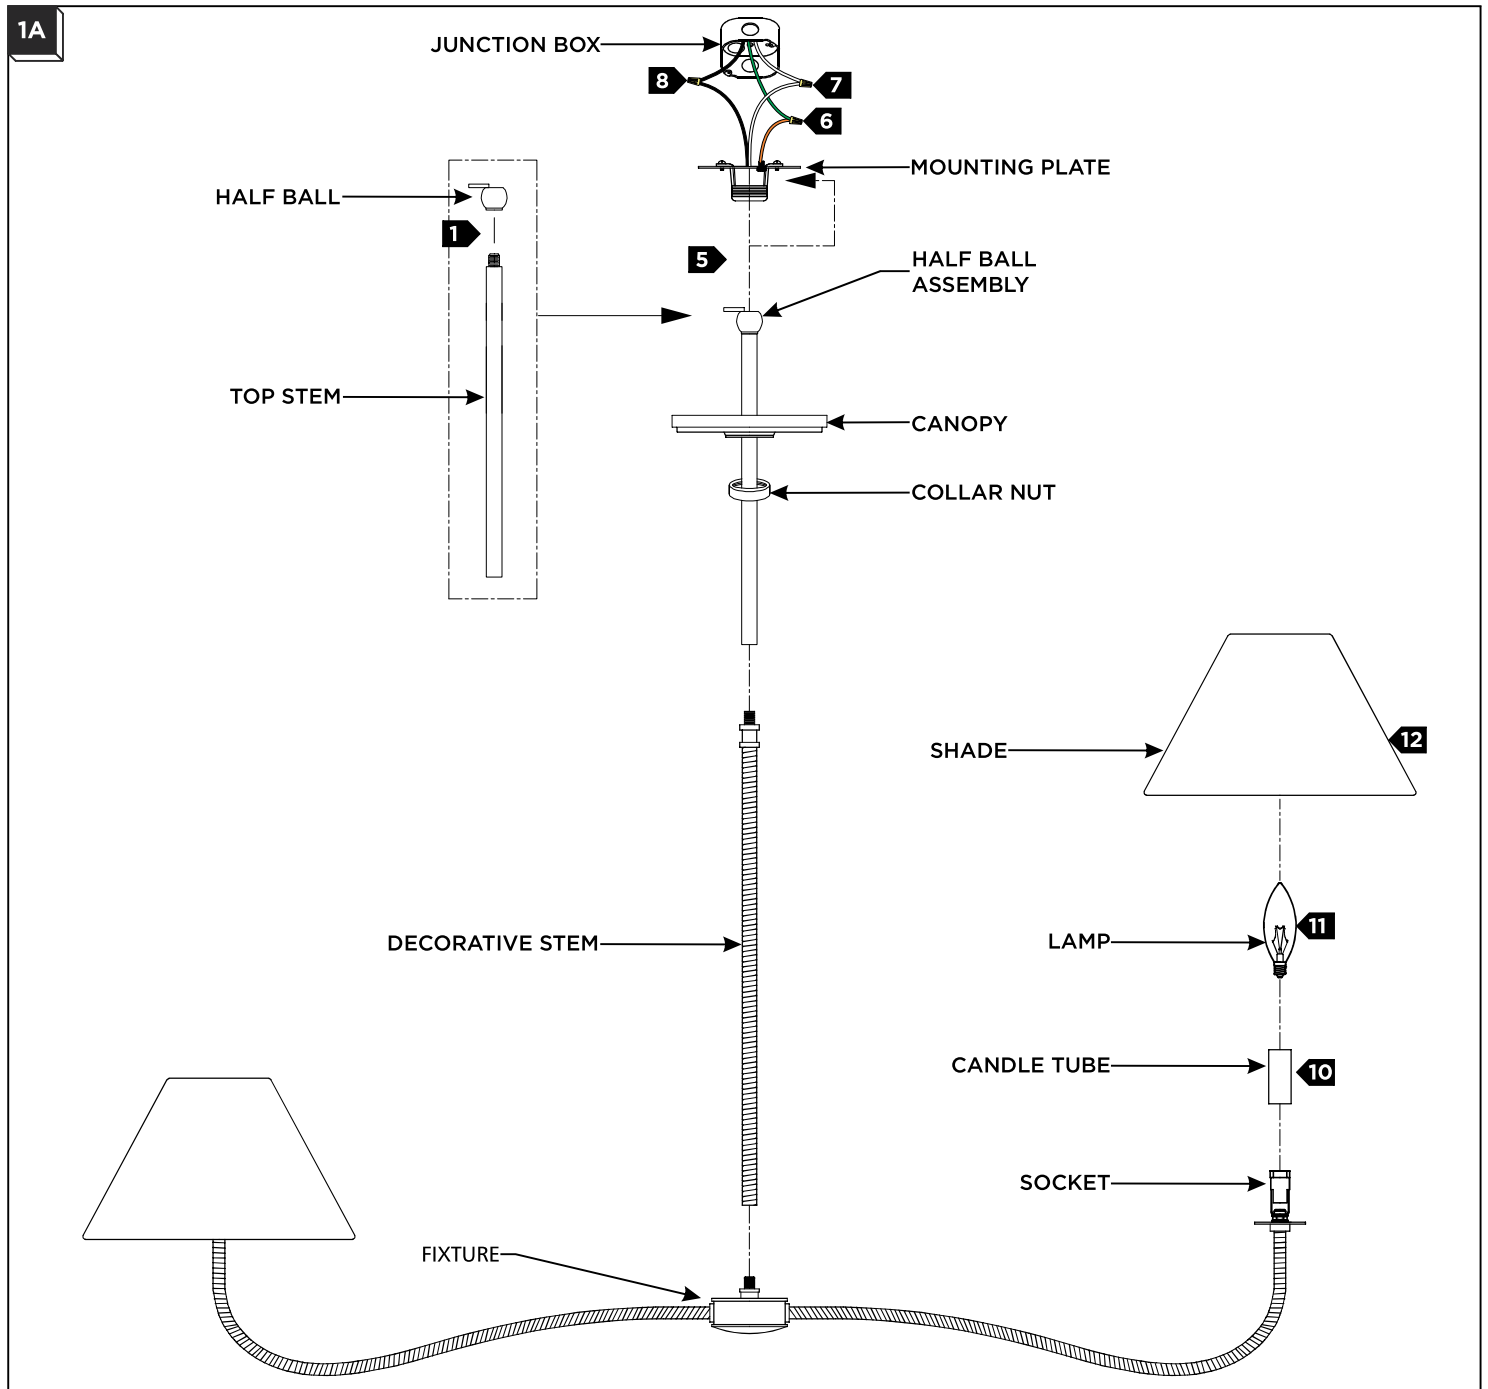 1A
JUNCTION BOX
8
7
6
MOUNTING PLATE
HALF BALL
1
5
HALF BALL
ASSEMBLY
TOP STEM
CANOPY
COLLAR NUT
SHADE
12
DECORATIVE STEM
LAMP
11
CANDLE TUBE
10
SOCKET
FIXTURE